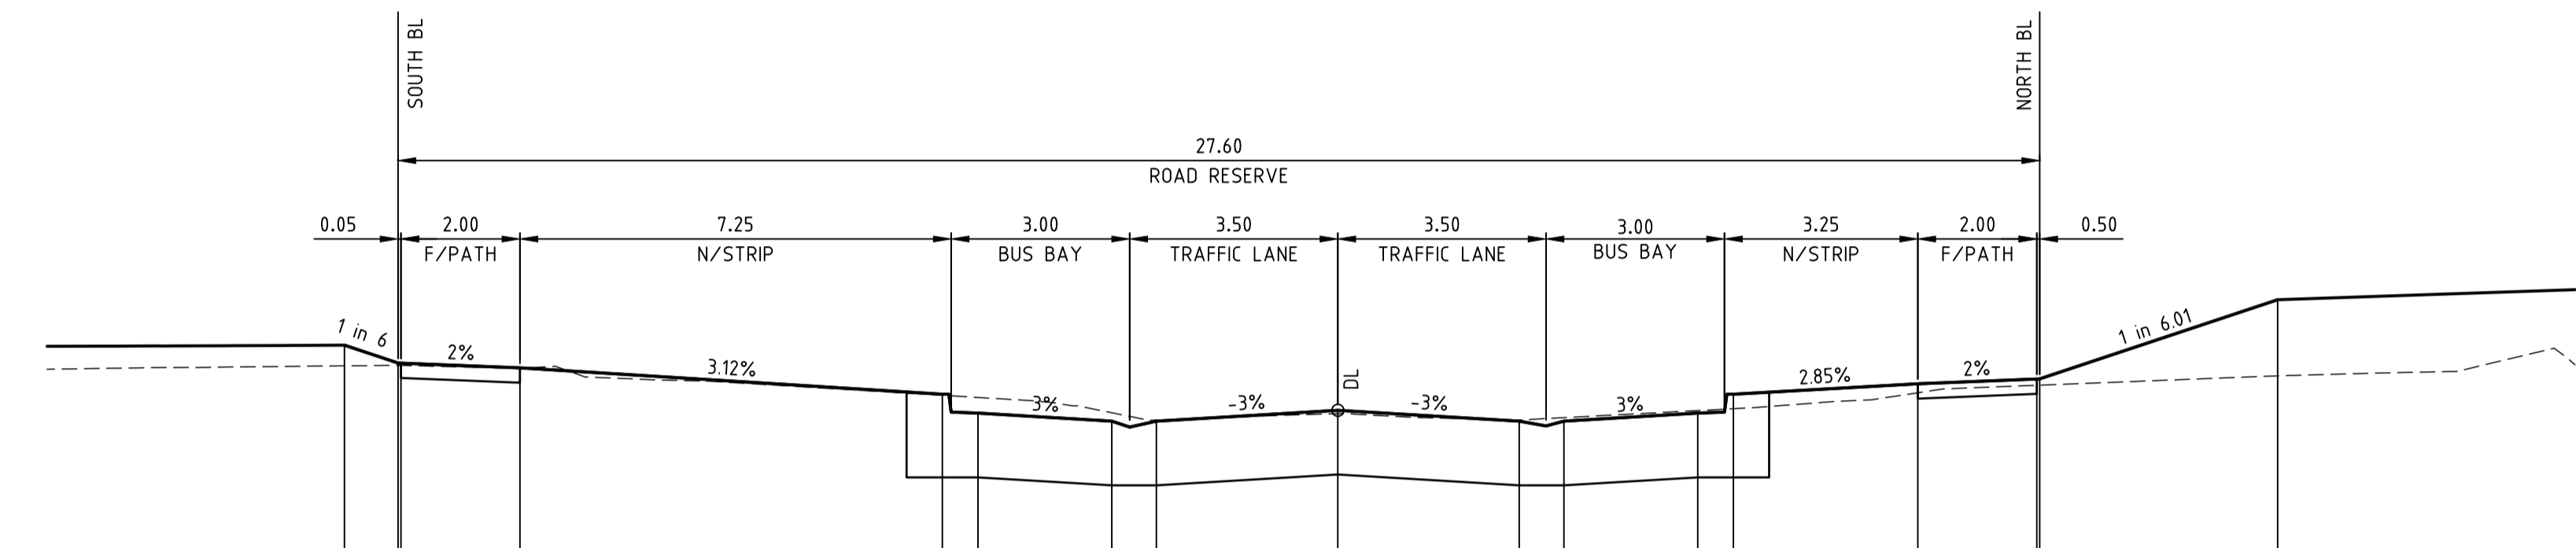 SOUTH BL
NORTH BL
27.60
ROAD RESERVE
0.05 2.00 7.25 3.00 3.50 3.50 3.00 3.25 2.00 0.50
F/PATH N/STRIP BUS BAY TRAFFIC LANE TRAFFIC LANE BUS BAY N/STRIP F/PATH
1 in 6
2%
3.12%
3%
-3%
DL
-3%
3%
2.85%
2%
1 in 6.01